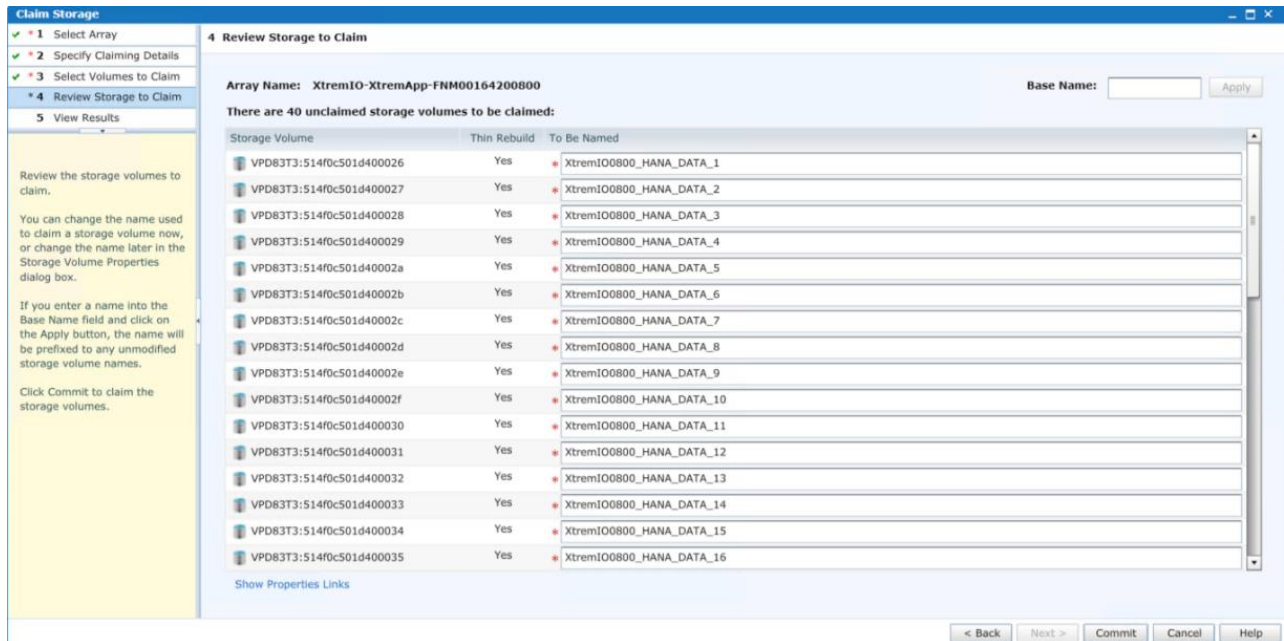 Claim Storage
* 1 Select Array
* 2 Specify Claiming Details
* 3 Select Volumes to Claim
* 4 Review Storage to Claim
5 View Results
Review the storage volumes to
claim.
You can change the name used
to claim a storage volume now,
or change the name later in the
Storage Volume Properties
dialog box.
If you enter a name into the
Base Name field and click on
the Apply button, the name will
be prefixed to any unmodified
storage volume names.
Click Commit to claim the
storage volumes.
4 Review Storage to Claim
Array Name: XtremIO-XtremApp-FNM00164200800
Base Name: Apply
There are 40 unclaimed storage volumes to be claimed:
Storage Volume Thin Rebuild To Be Named
VPD83T3:514f0c501d400026 Yes * XtremIO0800_HANA_DATA_1
VPD83T3:514f0c501d400027 Yes * XtremIO0800_HANA_DATA_2
VPD83T3:514f0c501d400028 Yes * XtremIO0800_HANA_DATA_3
VPD83T3:514f0c501d400029 Yes * XtremIO0800_HANA_DATA_4
VPD83T3:514f0c501d40002a Yes * XtremIO0800_HANA_DATA_5
VPD83T3:514f0c501d40002b Yes * XtremIO0800_HANA_DATA_6
VPD83T3:514f0c501d40002c Yes * XtremIO0800_HANA_DATA_7
VPD83T3:514f0c501d40002d Yes * XtremIO0800_HANA_DATA_8
VPD83T3:514f0c501d40002e Yes * XtremIO0800_HANA_DATA_9
VPD83T3:514f0c501d40002f Yes * XtremIO0800_HANA_DATA_10
VPD83T3:514f0c501d400030 Yes * XtremIO0800_HANA_DATA_11
VPD83T3:514f0c501d400031 Yes * XtremIO0800_HANA_DATA_12
VPD83T3:514f0c501d400032 Yes * XtremIO0800_HANA_DATA_13
VPD83T3:514f0c501d400033 Yes * XtremIO0800_HANA_DATA_14
VPD83T3:514f0c501d400034 Yes * XtremIO0800_HANA_DATA_15
VPD83T3:514f0c501d400035 Yes * XtremIO0800_HANA_DATA_16
Show Properties Links
< Back Next > Commit Cancel Help